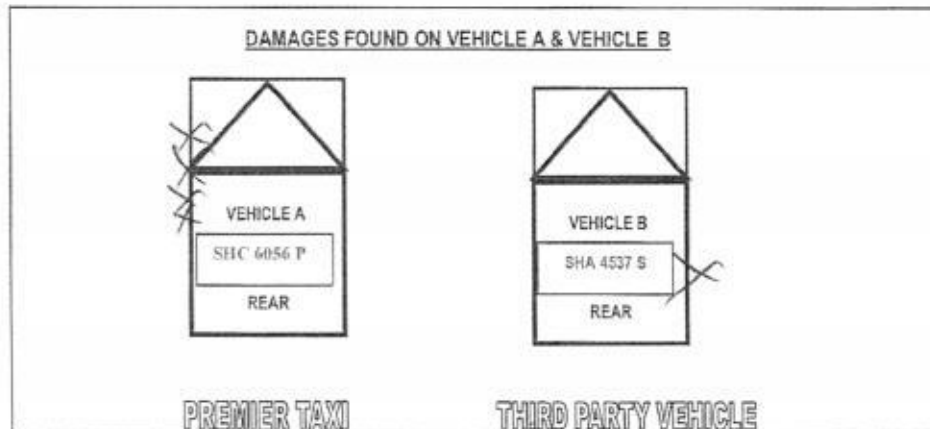 DAMAGES FOUND ON VEHICLE A & VEHICLE B
VEHICLE A
SHC 6056 P
REAR
VEHICLE B
SHA 4537 S
REAR
PREMIER TAXI
THIRD PARTY VEHICLE